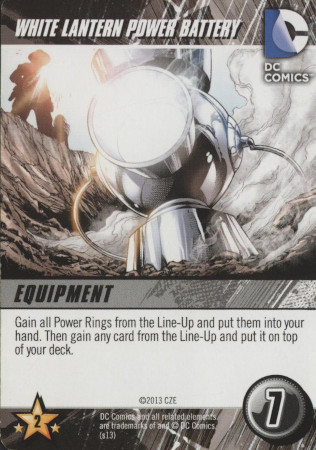 WHITE LANTERN POWER BATTERY
DC COMICS™
EQUIPMENT
Gain all Power Rings from the Line-Up and put them into your
hand. Then gain any card from the Line-Up and put it on top
of your deck.
©2013 CZE
2
DC Comics and all related elements
are trademarks of and © DC Comics.
(s13)
7